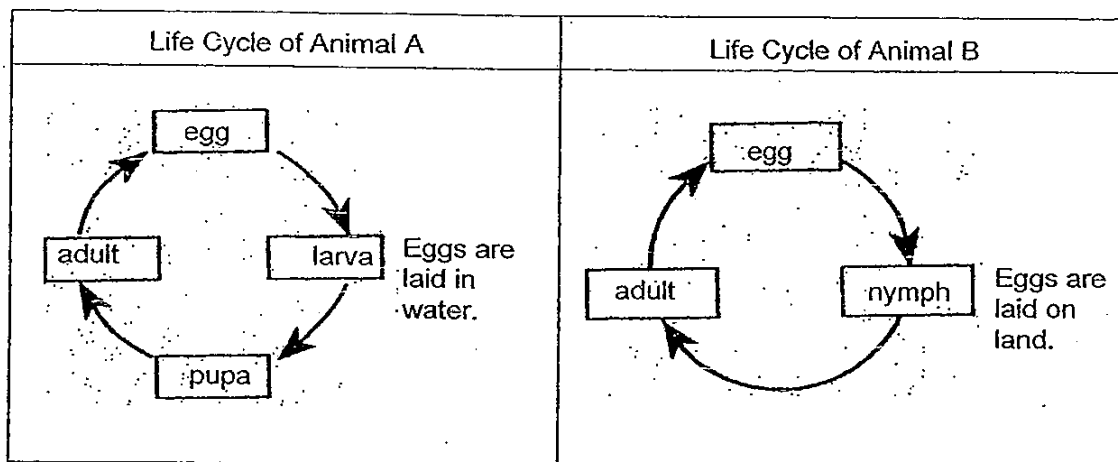 Life Cycle of Animal A
egg
adult
larva
pupa
Eggs are
laid in
water.
Life Cycle of Animal B
egg
adult
nymph
Eggs are
laid on
land.